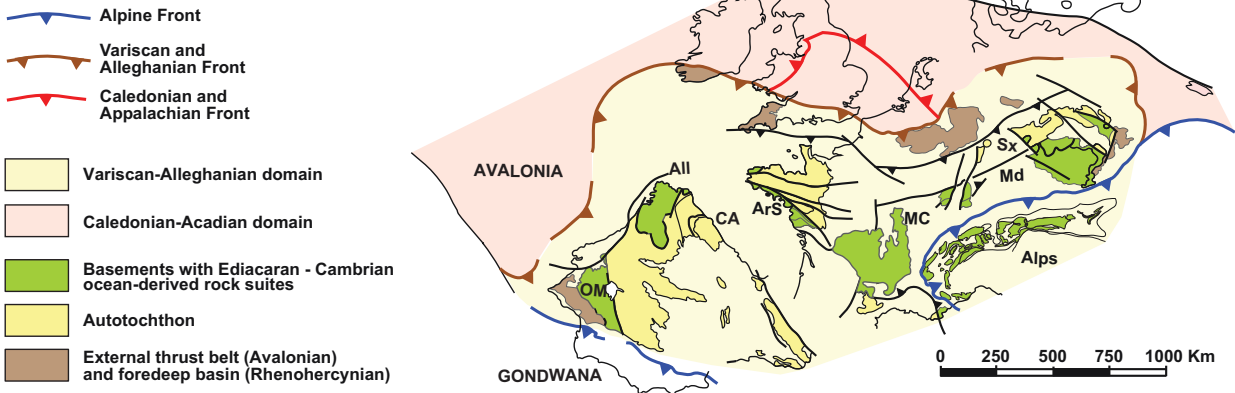 Alpine Front
Variscan and
Alleghanian Front
Caledonian and
Appalachian Front
Variscan-Alleghanian domain
Caledonian-Acadian domain
Basements with Ediacaran - Cambrian
ocean-derived rock suites
Autotochthon
External thrust belt (Avalonian)
and foredeep basin (Rhenohercynian)
AVALONIA
All
CA
ArS
OM
MC
Sx
Md
Alps
GONDWANA
0 250 500 750 1000 Km